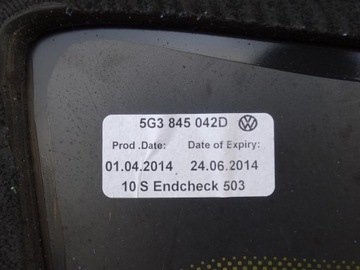 5G3 845 042D
Prod .Date: Date of Expiry:
01.04.2014 24.06.2014
10 S Endcheck 503